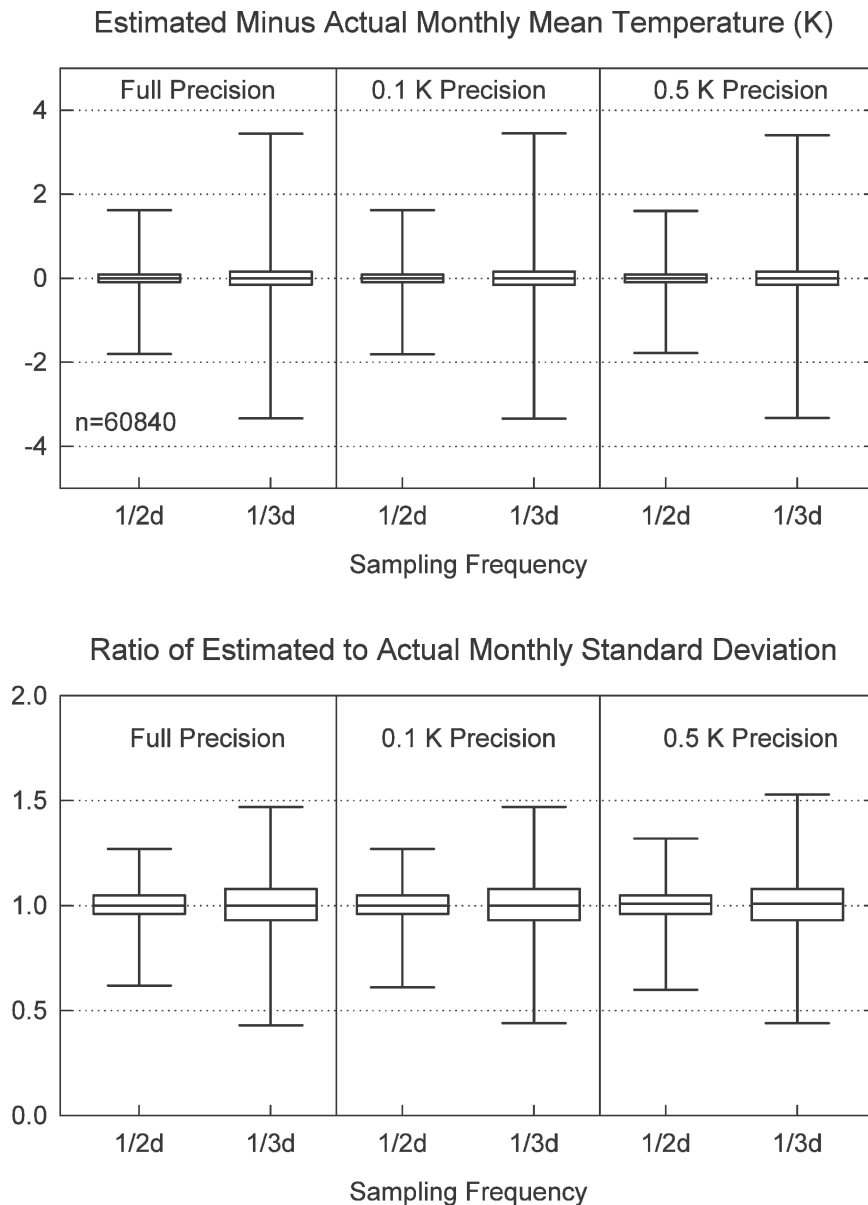 Estimated Minus Actual Monthly Mean Temperature (K)
Full Precision 0.1 K Precision 0.5 K Precision
4
2
0
-2
n=60840
-4
1/2d 1/3d 1/2d 1/3d 1/2d 1/3d
Sampling Frequency
Ratio of Estimated to Actual Monthly Standard Deviation
2.0
Full Precision 0.1 K Precision 0.5 K Precision
1.5
1.0
0.5
0.0
1/2d 1/3d 1/2d 1/3d 1/2d 1/3d
Sampling Frequency